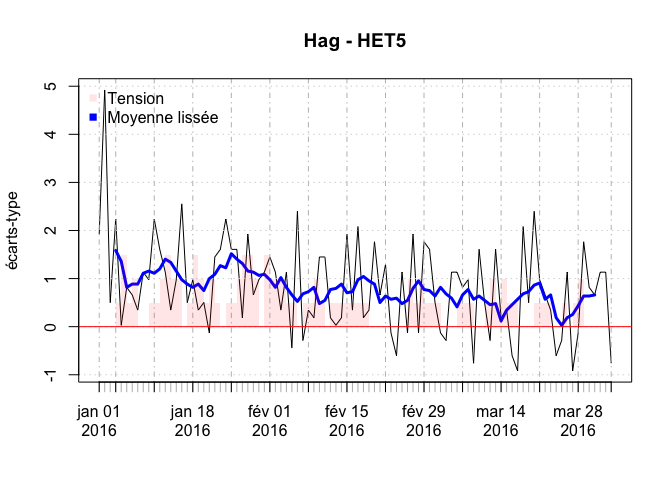 Hag - HET5
écarts-type
5
4
3
2
1
0
-1
Tension
Moyenne lissée
jan 01 jan 18 fév 01 fév 15 fév 29 mar 14 mar 28
2016 2016 2016 2016 2016 2016 2016